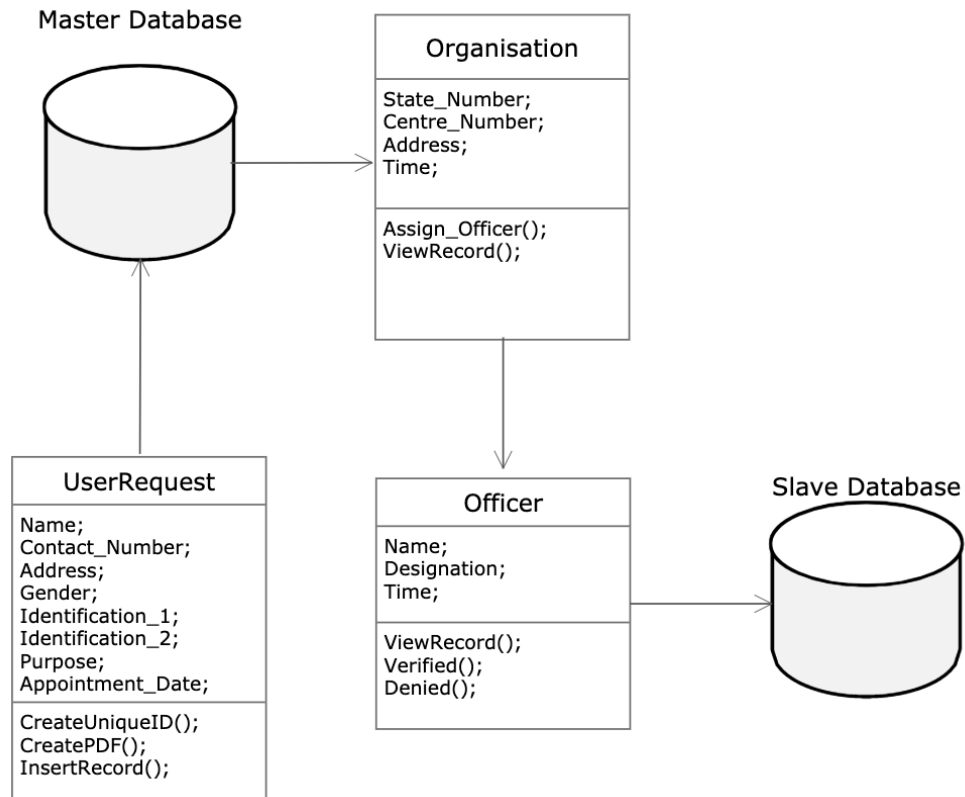 Master Database
Organisation
State_Number;
Centre_Number;
Address;
Time;
Assign_Officer();
ViewRecord();
UserRequest
Name;
Contact_Number;
Address;
Gender;
Identification_1;
Identification_2;
Purpose;
Appointment_Date;
CreateUniqueID();
CreatePDF();
InsertRecord();
Officer
Name;
Designation;
Time;
ViewRecord();
Verified();
Denied();
Slave Database